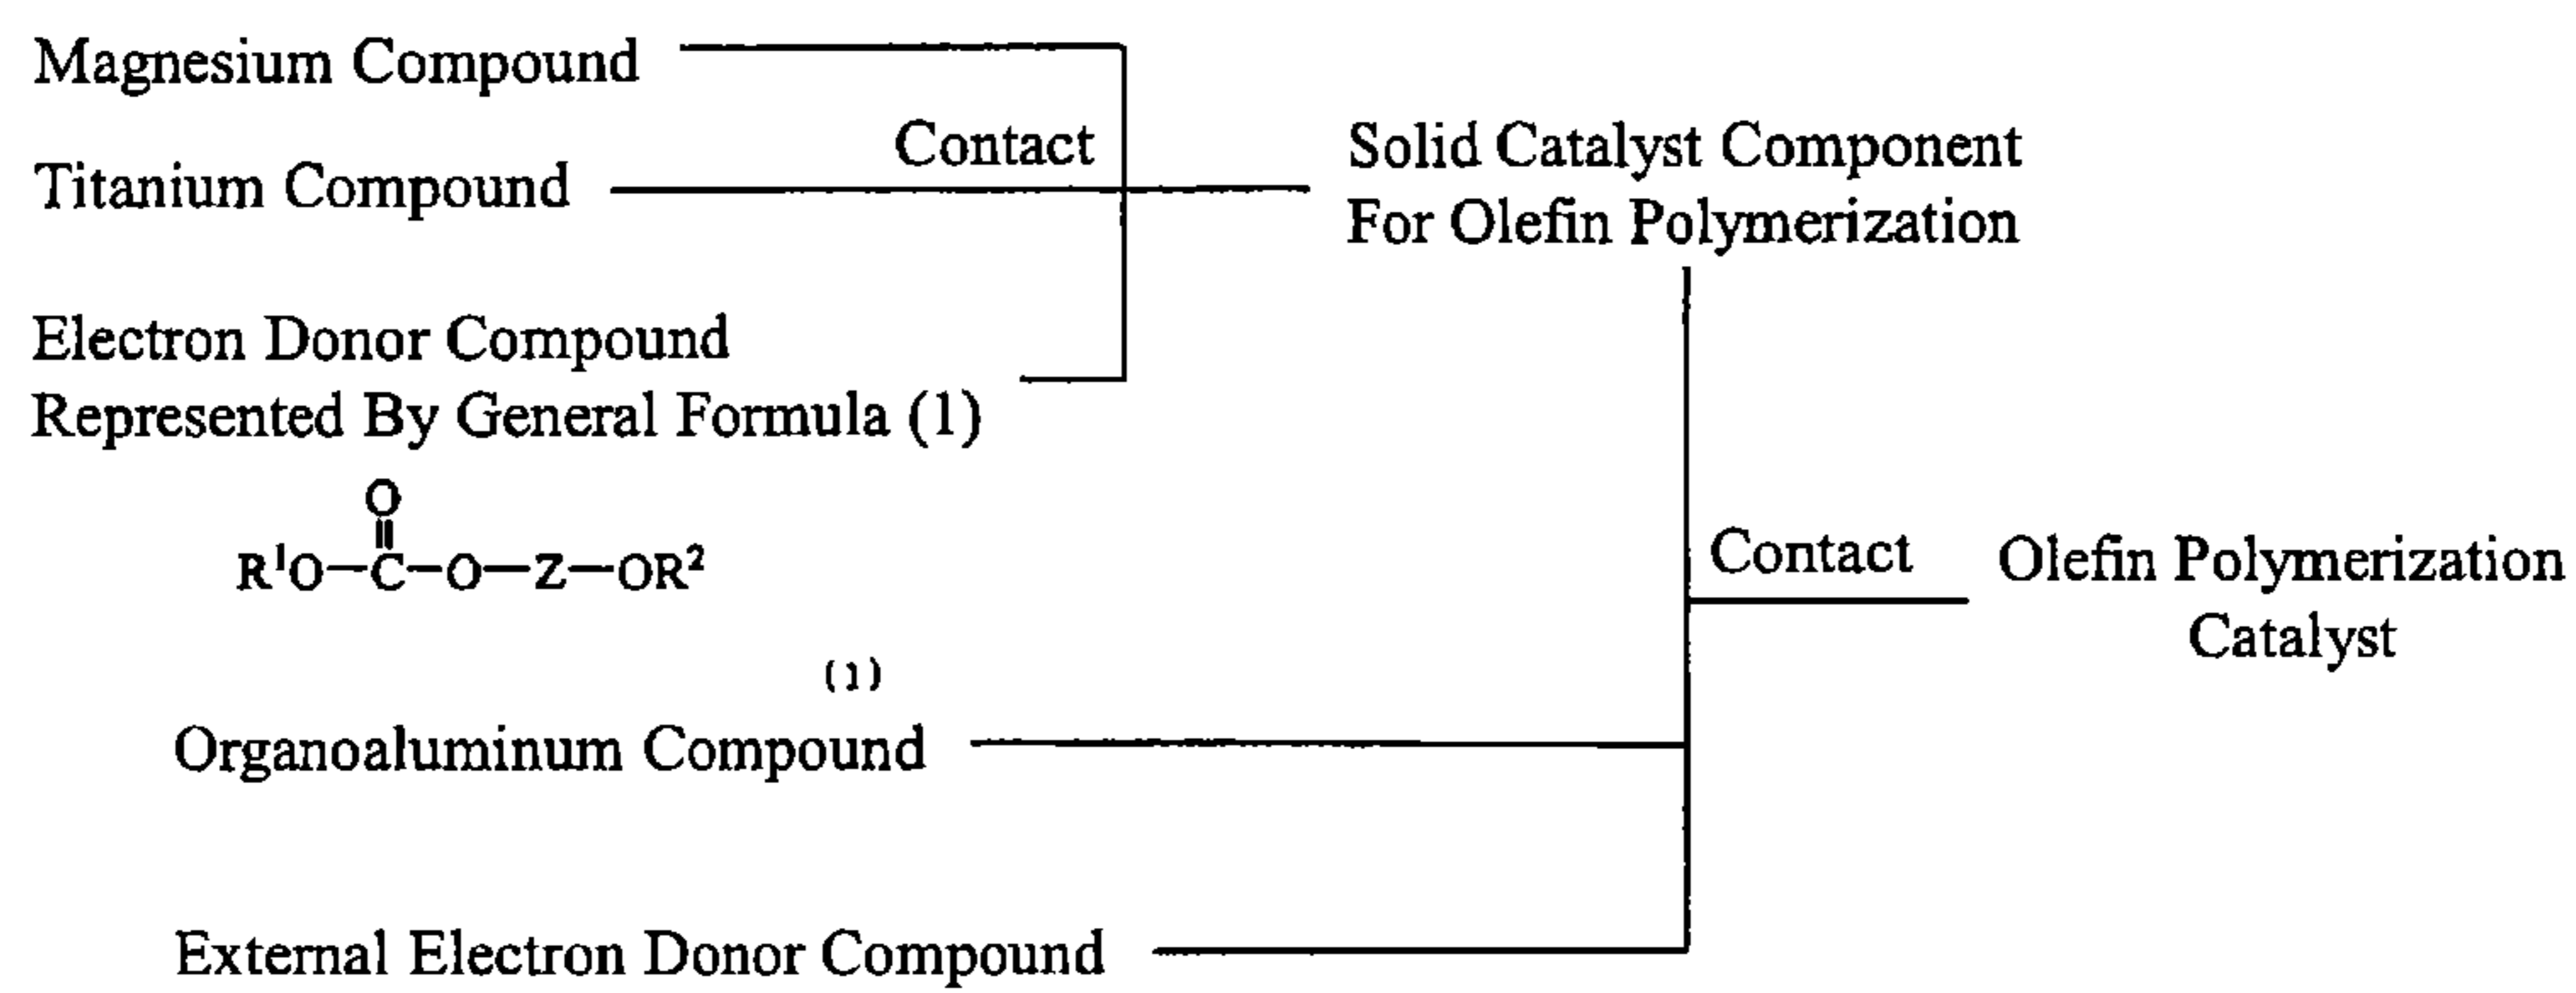 Magnesium Compound
Contact
Titanium Compound
Solid Catalyst Component
For Olefin Polymerization
Electron Donor Compound
Represented By General Formula (1)
O
R¹O—C—O—Z—OR²
(1)
Contact
Olefin Polymerization
Catalyst
Organoaluminum Compound
External Electron Donor Compound